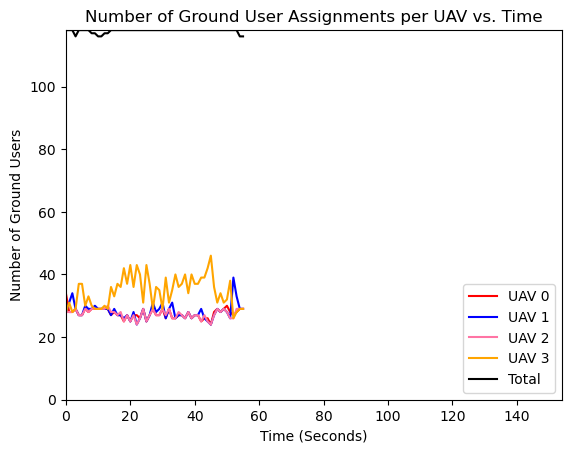 Number of Ground User Assignments per UAV vs. Time
Number of Ground Users
100
80
60
40
20
0
0 20 40 60 80 100 120 140
Time (Seconds)
UAV 0
UAV 1
UAV 2
UAV 3
Total